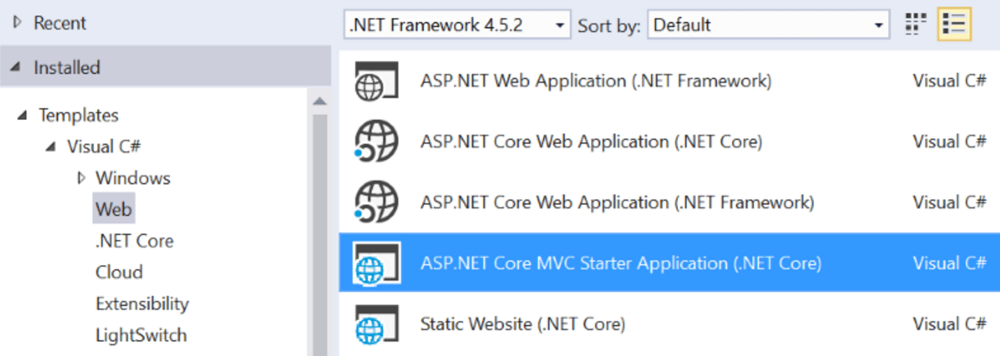 Recent
Installed
Templates
Visual C#
Windows
Web
.NET Core
Cloud
Extensibility
LightSwitch
.NET Framework 4.5.2 Sort by: Default
ASP.NET Web Application (.NET Framework) Visual C#
ASP.NET Core Web Application (.NET Core) Visual C#
ASP.NET Core Web Application (.NET Framework) Visual C#
ASP.NET Core MVC Starter Application (.NET Core) Visual C#
Static Website (.NET Core) Visual C#